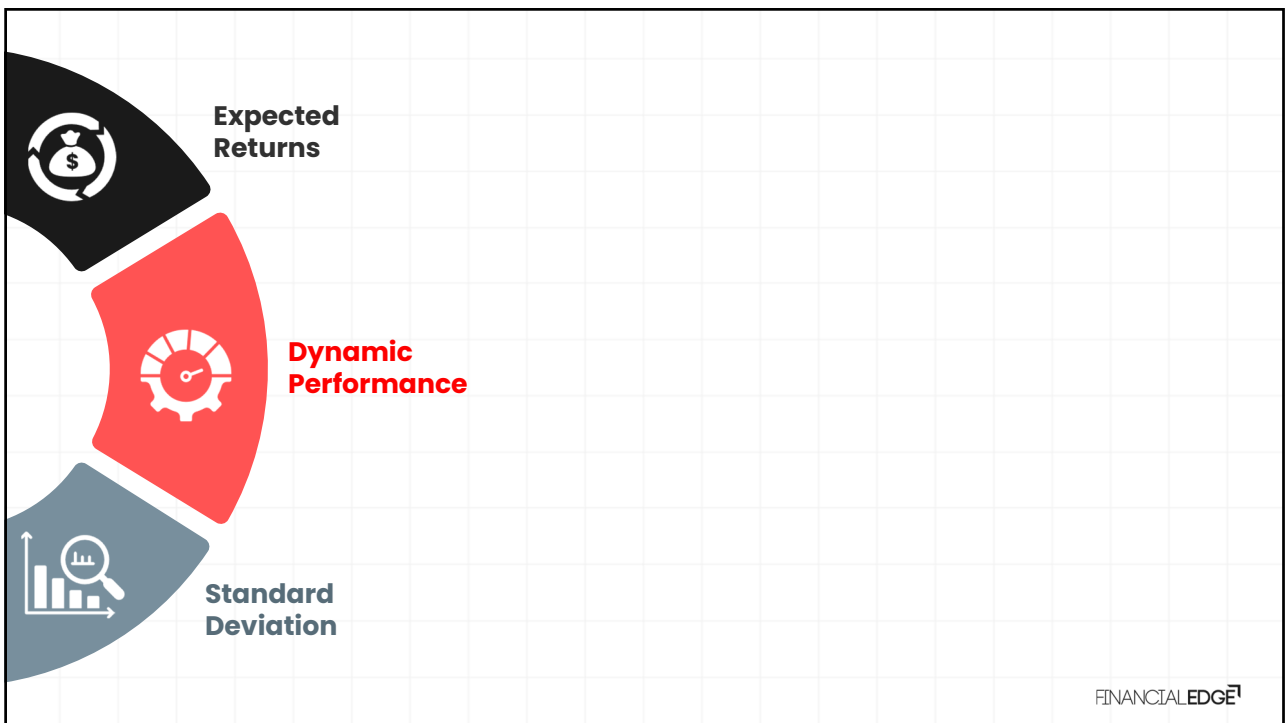 Expected
Returns
$
Dynamic
Performance
Standard
Deviation
FINANCIALEDGE